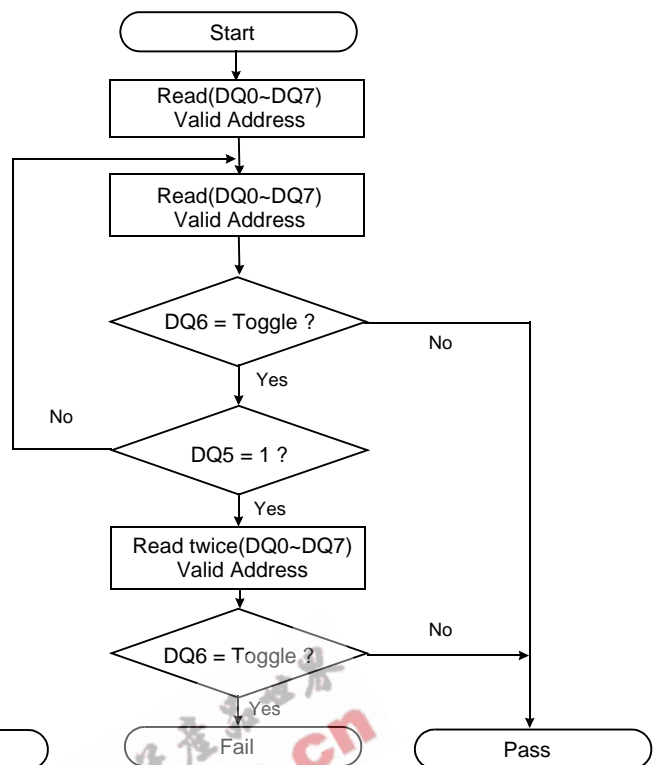 Start
Read(DQ0~DQ7)
Valid Address
Read(DQ0~DQ7)
Valid Address
DQ6 = Toggle ?
No
Yes
No
DQ5 = 1 ?
Yes
Read twice(DQ0~DQ7)
Valid Address
DQ6 = Toggle ?
No
Yes
Fail
Pass
.cn